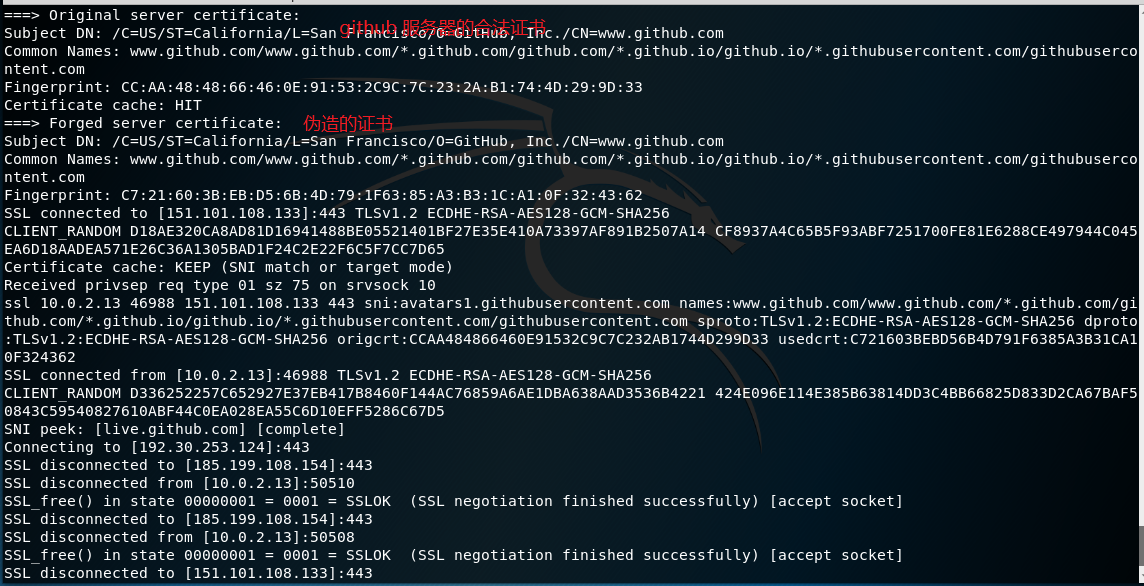 ===> Original server certificate:
github 服务器的合法证书
Subject DN: /C=US/ST=California/L=San Francisco/O=GitHub, Inc./CN=www.github.com
Common Names: www.github.com/www.github.com/*.github.com/github.com/*.github.io/github.io/*.githubusercontent.com/githubuserco
ntent.com
Fingerprint: CC:AA:48:48:66:46:0E:91:53:2C:9C:7C:23:2A:B1:74:4D:29:9D:33
Certificate cache: HIT
===> Forged server certificate:
伪造的证书
Subject DN: /C=US/ST=California/L=San Francisco/O=GitHub, Inc./CN=www.github.com
Common Names: www.github.com/www.github.com/*.github.com/github.com/*.github.io/github.io/*.githubusercontent.com/githubuserco
ntent.com
Fingerprint: C7:21:60:3B:EB:D5:6B:4D:79:1F:63:85:A3:B3:1C:A1:0F:32:43:62
SSL connected to [151.101.108.133]:443 TLSv1.2 ECDHE-RSA-AES128-GCM-SHA256
CLIENT_RANDOM D18AE320CA8AD81D16941488BE05521401BF27E35E410A73397AF891B2507A14 CF8937A4C65B5F93ABF7251700FE81E6288CE497944C045
EA6D18AADEA571E26C36A1305BAD1F24C2E22F6C5F7CC7D65
Certificate cache: KEEP (SNI match or target mode)
Received privsep req type 01 sz 75 on srvsock 10
ssl 10.0.2.13 46988 151.101.108.133 443 sni:avatars1.githubusercontent.com names:www.github.com/www.github.com/*.github.com/gi
thub.com/*.github.io/github.io/*.githubusercontent.com/githubusercontent.com sproto:TLSv1.2:ECDHE-RSA-AES128-GCM-SHA256 dproto
:TLSv1.2:ECDHE-RSA-AES128-GCM-SHA256 origcrt:CCAA484866460E91532C9C7C232AB1744D299D33 usedcrt:C721603BEBD56B4D791F6385A3B31CA1
0F324362
SSL connected from [10.0.2.13]:46988 TLSv1.2 ECDHE-RSA-AES128-GCM-SHA256
CLIENT_RANDOM D336252257C652927E37EB417B8460F144AC76859A6AE1DBA638AAD3536B4221 424E096E114E385B63814DD3C4BB66825D833D2CA67BAF5
0843C59540827610ABF44C0EA028EA55C6D10EFF5286C67D5
SNI peek: [live.github.com] [complete]
Connecting to [192.30.253.124]:443
SSL disconnected to [185.199.108.154]:443
SSL disconnected from [10.0.2.13]:50510
SSL_free() in state 00000001 = 0001 = SSLOK  (SSL negotiation finished successfully) [accept socket]
SSL disconnected to [185.199.108.154]:443
SSL disconnected from [10.0.2.13]:50508
SSL_free() in state 00000001 = 0001 = SSLOK  (SSL negotiation finished successfully) [accept socket]
SSL disconnected to [151.101.108.133]:443